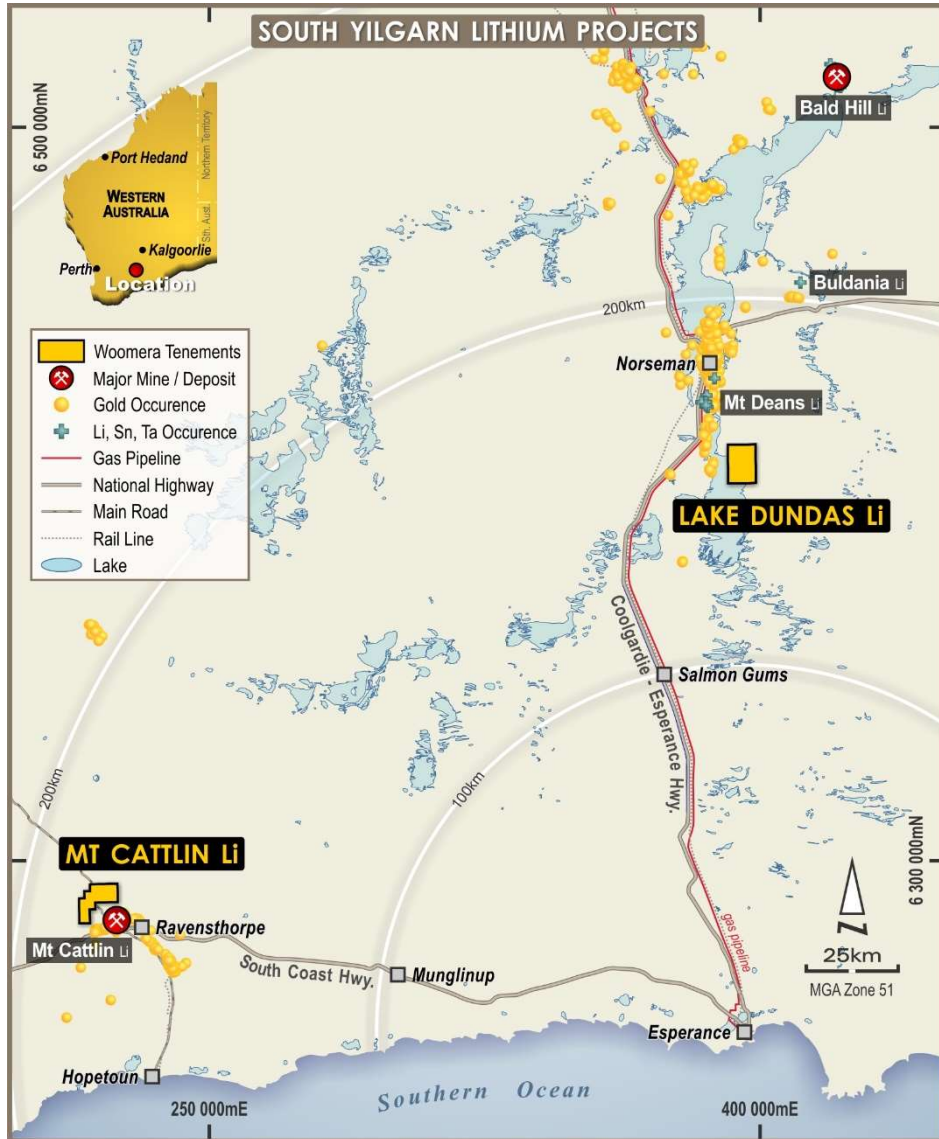 SOUTH YILGARN LITHIUM PROJECTS
6 500 000mN
Port Hedand
Northern Territory
WESTERN
AUSTRALIA
Sth. Aust.
Kalgoorlie
Perth
Location
Bald Hill Li
Buldania Li
200km
Norseman
Mt Deans Li
LAKE DUNDAS Li
Woomera Tenements
Major Mine / Deposit
Gold Occurence
Li, Sn, Ta Occurence
Gas Pipeline
National Highway
Main Road
Rail Line
Lake
Coolgardie - Esperance Hwy.
Salmon Gums
200km
100km
MT CATTLIN Li
6 300 000mN
Ravensthorpe
Mt Cattlin Li
South Coast Hwy.
Munglinup
gas pipeline
N
25km
MGA Zone 51
Esperance
Hopetoun
Southern Ocean
250 000mE
400 000mE